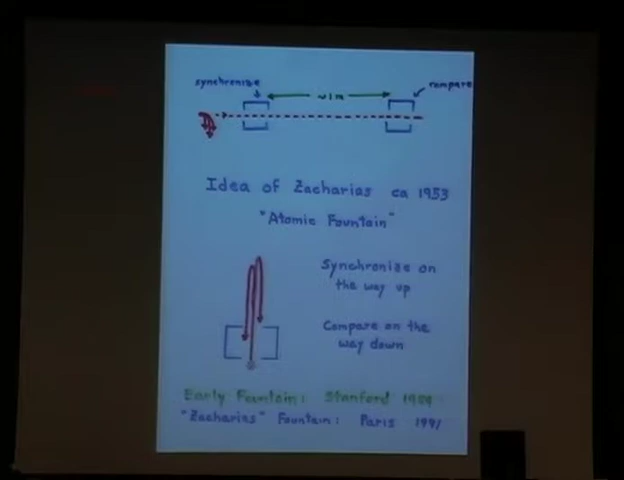 synchronize
compare
~1m
Idea of Zacharias ca 1953
"Atomic Fountain"
Synchronize on
the way up
Compare on the
way down
Early Fountain: Stanford 1989
"Zacharias" Fountain: Paris 1991